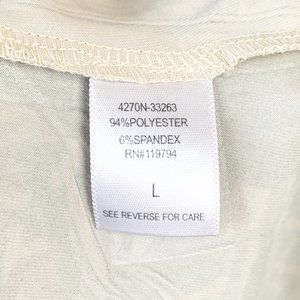 4270N-33263
94%POLYESTER
6%SPANDEX
RN#119794
L
SEE REVERSE FOR CARE